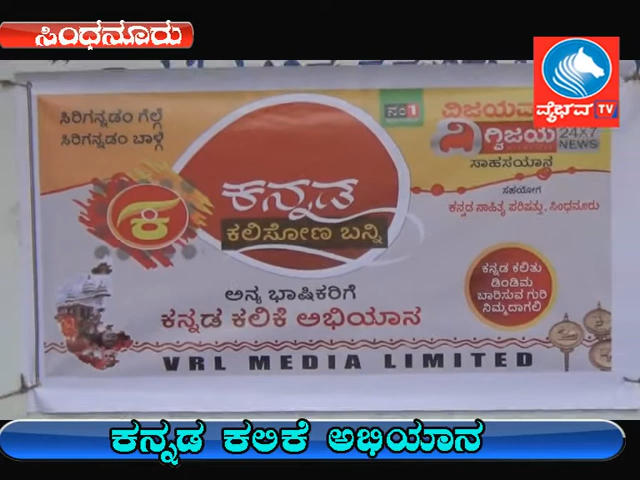 ಸಿಂಧನೂರು
ವೈಭವ TV
ಸಿರಿಗನ್ನಡಂ ಗೆಲ್ಗೆ
ಸಿರಿಗನ್ನಡಂ ಬಾಳ್ಗೆ
ನಂ1
ದಿಗ್ವಿಜಯ 24X7
NEWS
ಸಾಹಸಯಾನ
ಸಹಯೋಗ
ಕನ್ನಡ ಸಾಹಿತ್ಯ ಪರಿಷತ್ತು, ಸಿಂಧನೂರು
ಕನ್ನಡ
ಕಲಿಸೋಣ ಬನ್ನಿ
ಕ
ಅನ್ಯ ಭಾಷಿಕರಿಗೆ
ಕನ್ನಡ ಕಲಿಕೆ ಅಭಿಯಾನ
ಕನ್ನಡ ಕಲಿತು
ಡಿಂಡಿಮ
ಬಾರಿಸುವ ಗುರಿ
ನಿಮ್ಮದಾಗಲಿ
VRL MEDIA LIMITED
ಕನ್ನಡ ಕಲಿಕೆ ಅಭಿಯಾನ